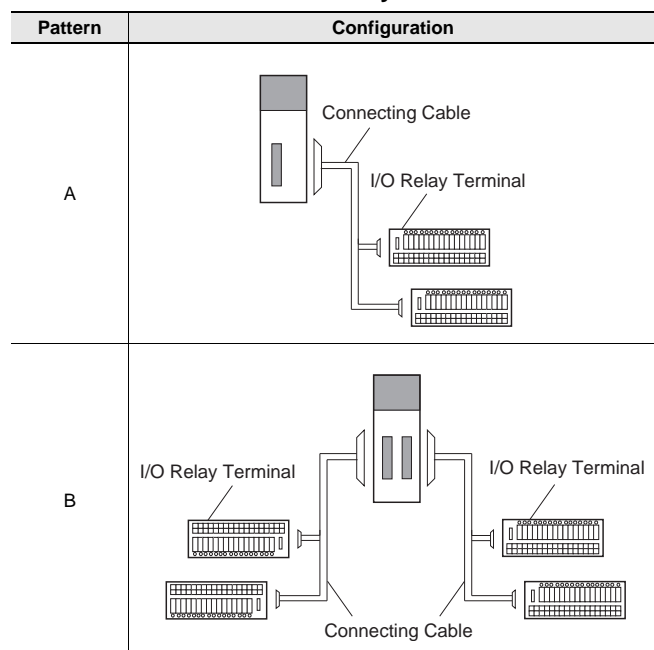 Pattern Configuration
A
Connecting Cable
I/O Relay Terminal
B
I/O Relay Terminal I/O Relay Terminal
Connecting Cable